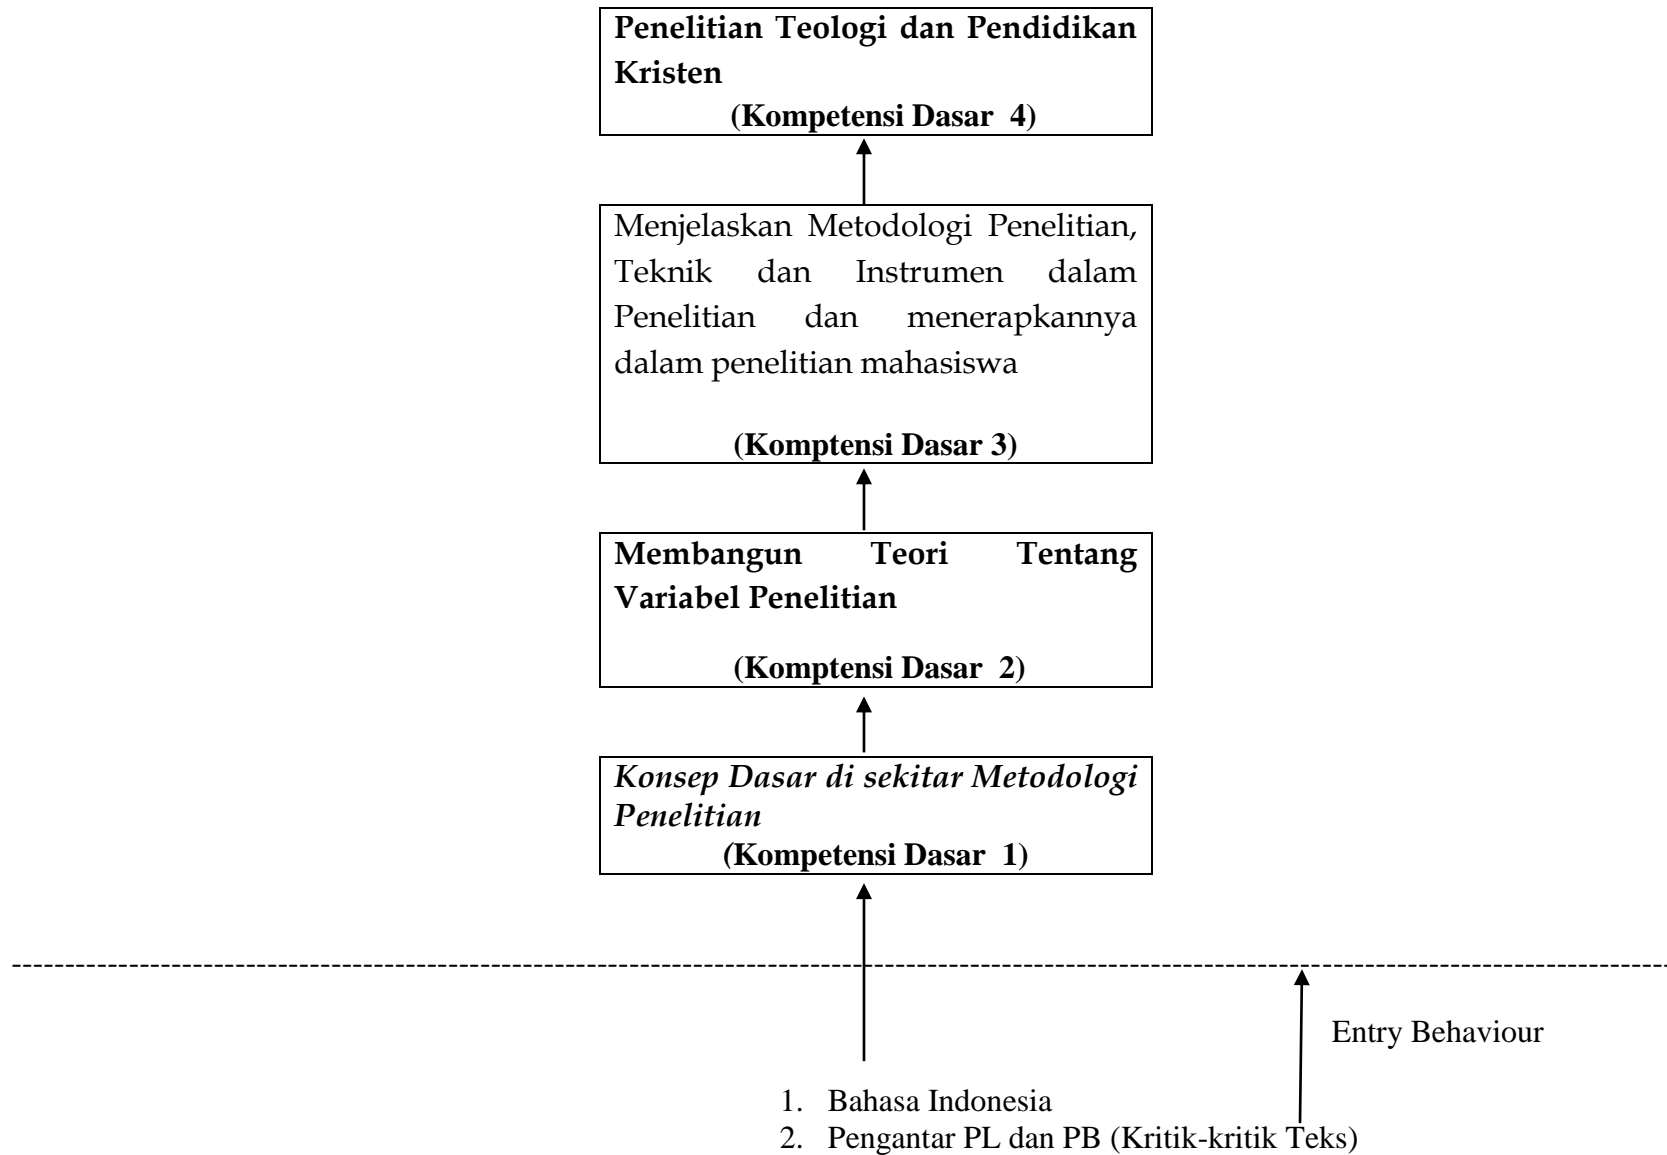 Penelitian Teologi dan Pendidikan
Kristen
(Kompetensi Dasar 4)
Menjelaskan Metodologi Penelitian,
Teknik dan Instrumen dalam
Penelitian dan menerapkannya
dalam penelitian mahasiswa
(Komptensi Dasar 3)
Membangun Teori Tentang
Variabel Penelitian
(Komptensi Dasar 2)
Konsep Dasar di sekitar Metodologi
Penelitian
(Kompetensi Dasar 1)
Entry Behaviour
1. Bahasa Indonesia
2. Pengantar PL dan PB (Kritik-kritik Teks)